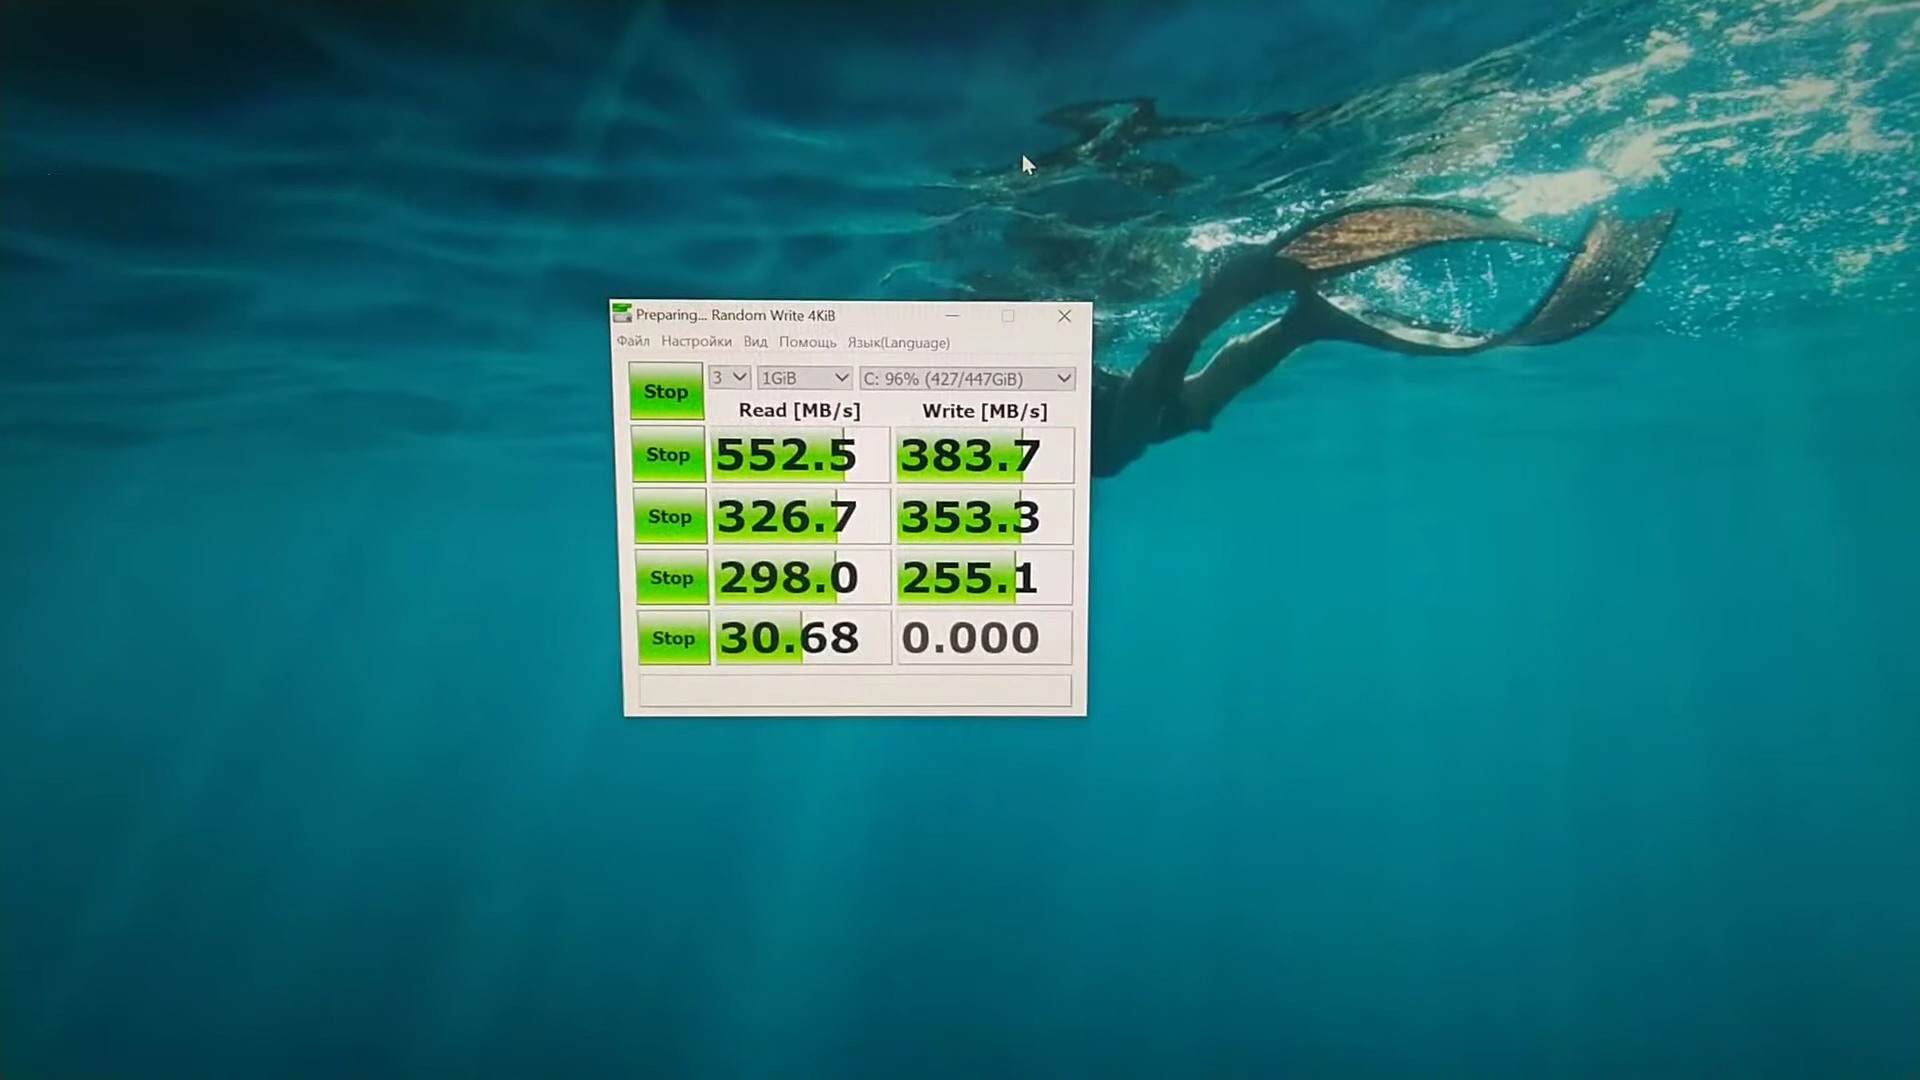 Preparing... Random Write 4KiB
Файл Настройки Вид Помощь Язык(Language)
Stop 3 1GiB C: 96% (427/447GiB)
Read [MB/s] Write [MB/s]
Stop 552.5 383.7
Stop 326.7 353.3
Stop 298.0 255.1
Stop 30.68 0.000